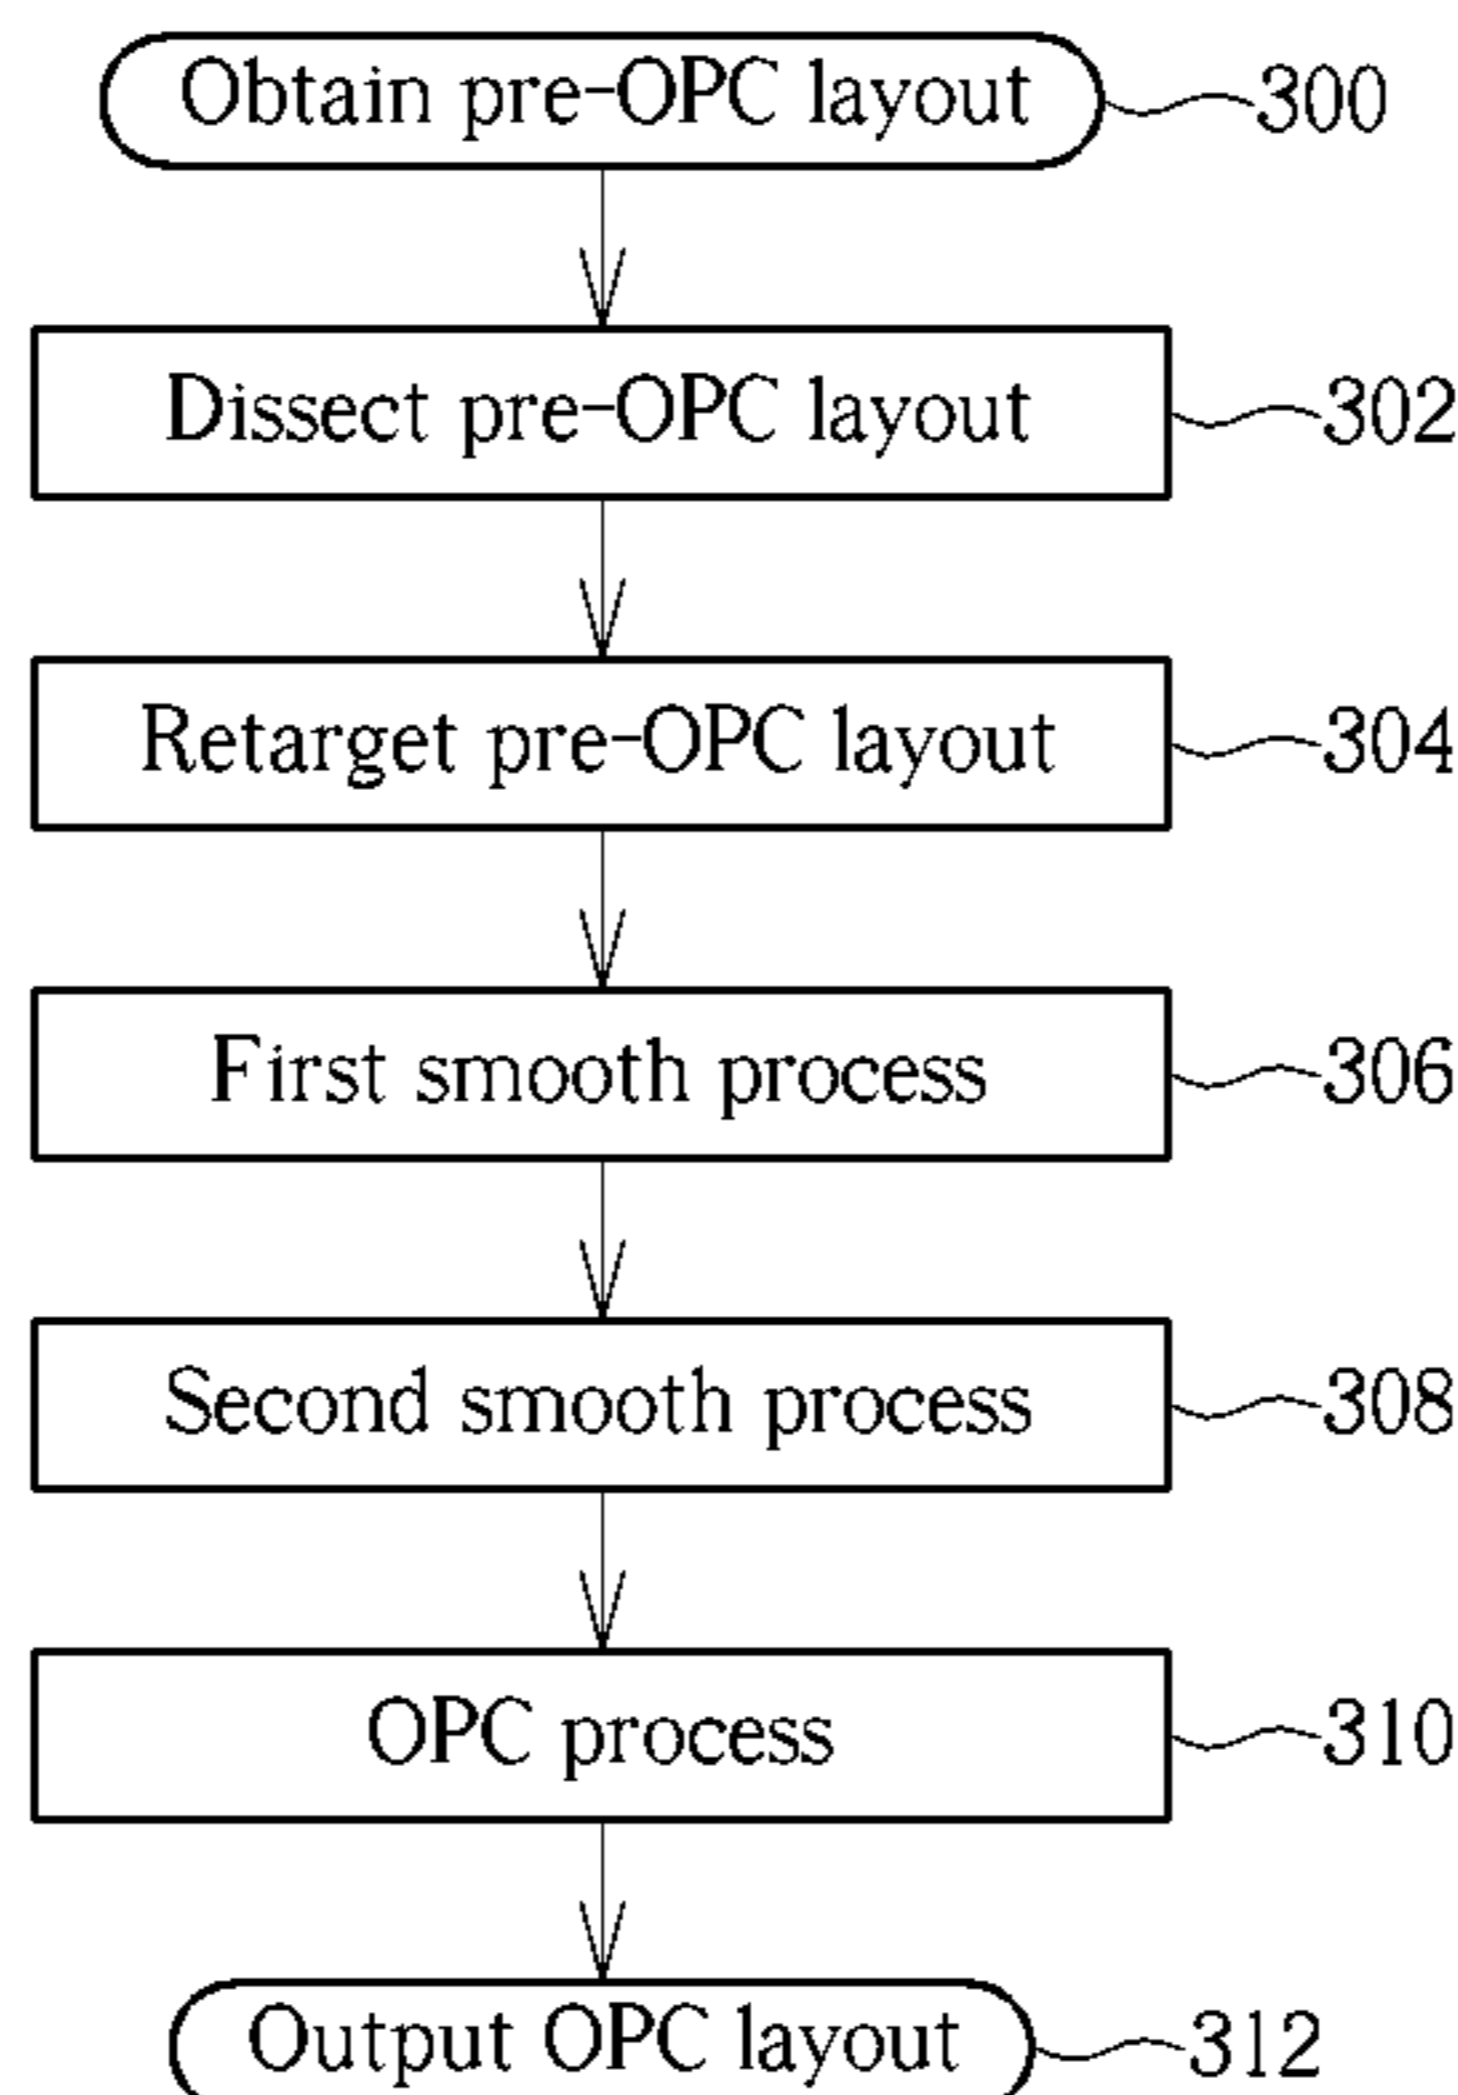 Obtain pre-OPC layout 300
Dissect pre-OPC layout 302
Retarget pre-OPC layout 304
First smooth process 306
Second smooth process 308
OPC process 310
Output OPC layout 312